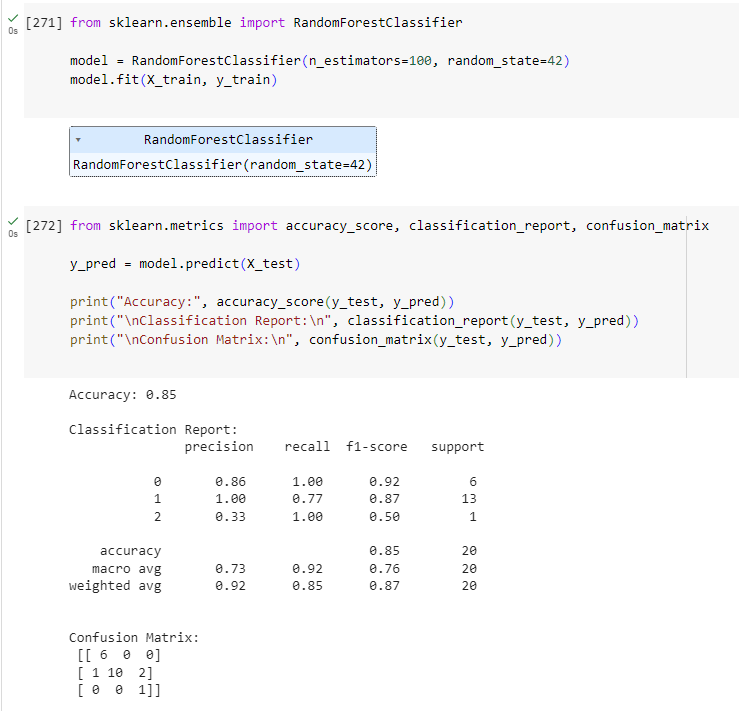 0s
[271] from sklearn.ensemble import RandomForestClassifier
model = RandomForestClassifier(n_estimators=100, random_state=42)
model.fit(X_train, y_train)
RandomForestClassifier
RandomForestClassifier(random_state=42)
0s
[272] from sklearn.metrics import accuracy_score, classification_report, confusion_matrix
y_pred = model.predict(X_test)
print("Accuracy:", accuracy_score(y_test, y_pred))
print("\nClassification Report:\n", classification_report(y_test, y_pred))
print("\nConfusion Matrix:\n", confusion_matrix(y_test, y_pred))
Accuracy: 0.85
Classification Report:
precision recall f1-score support
0 0.86 1.00 0.92 6
1 1.00 0.77 0.87 13
2 0.33 1.00 0.50 1
accuracy 0.85 20
macro avg 0.73 0.92 0.76 20
weighted avg 0.92 0.85 0.87 20
Confusion Matrix:
[[ 6 0 0]
[ 1 10 2]
[ 0 0 1]]